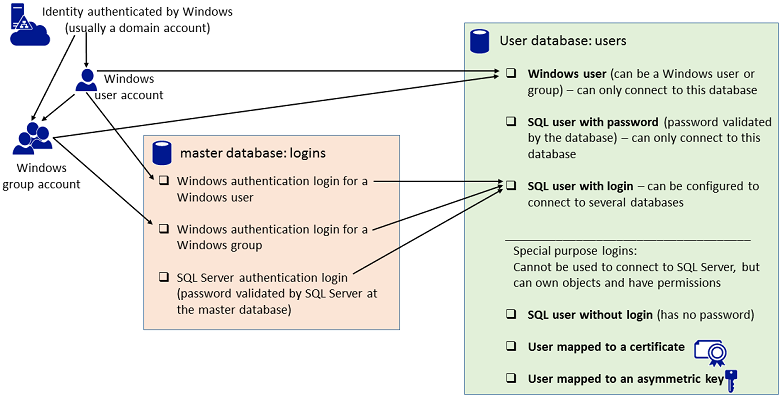 Identity authenticated by Windows
(usually a domain account)
Windows
user account
Windows
group account
master database: logins
Windows authentication login for a
Windows user
Windows authentication login for a
Windows group
SQL Server authentication login
(password validated by SQL Server at
the master database)
User database: users
Windows user (can be a Windows user or
group) – can only connect to this
database
SQL user with password (password validated
by the database) – can only connect to this
database
SQL user with login – can be configured to
connect to several databases
Special purpose logins:
Cannot be used to connect to SQL Server, but
can own objects and have permissions
SQL user without login (has no password)
User mapped to a certificate
User mapped to an asymmetric key